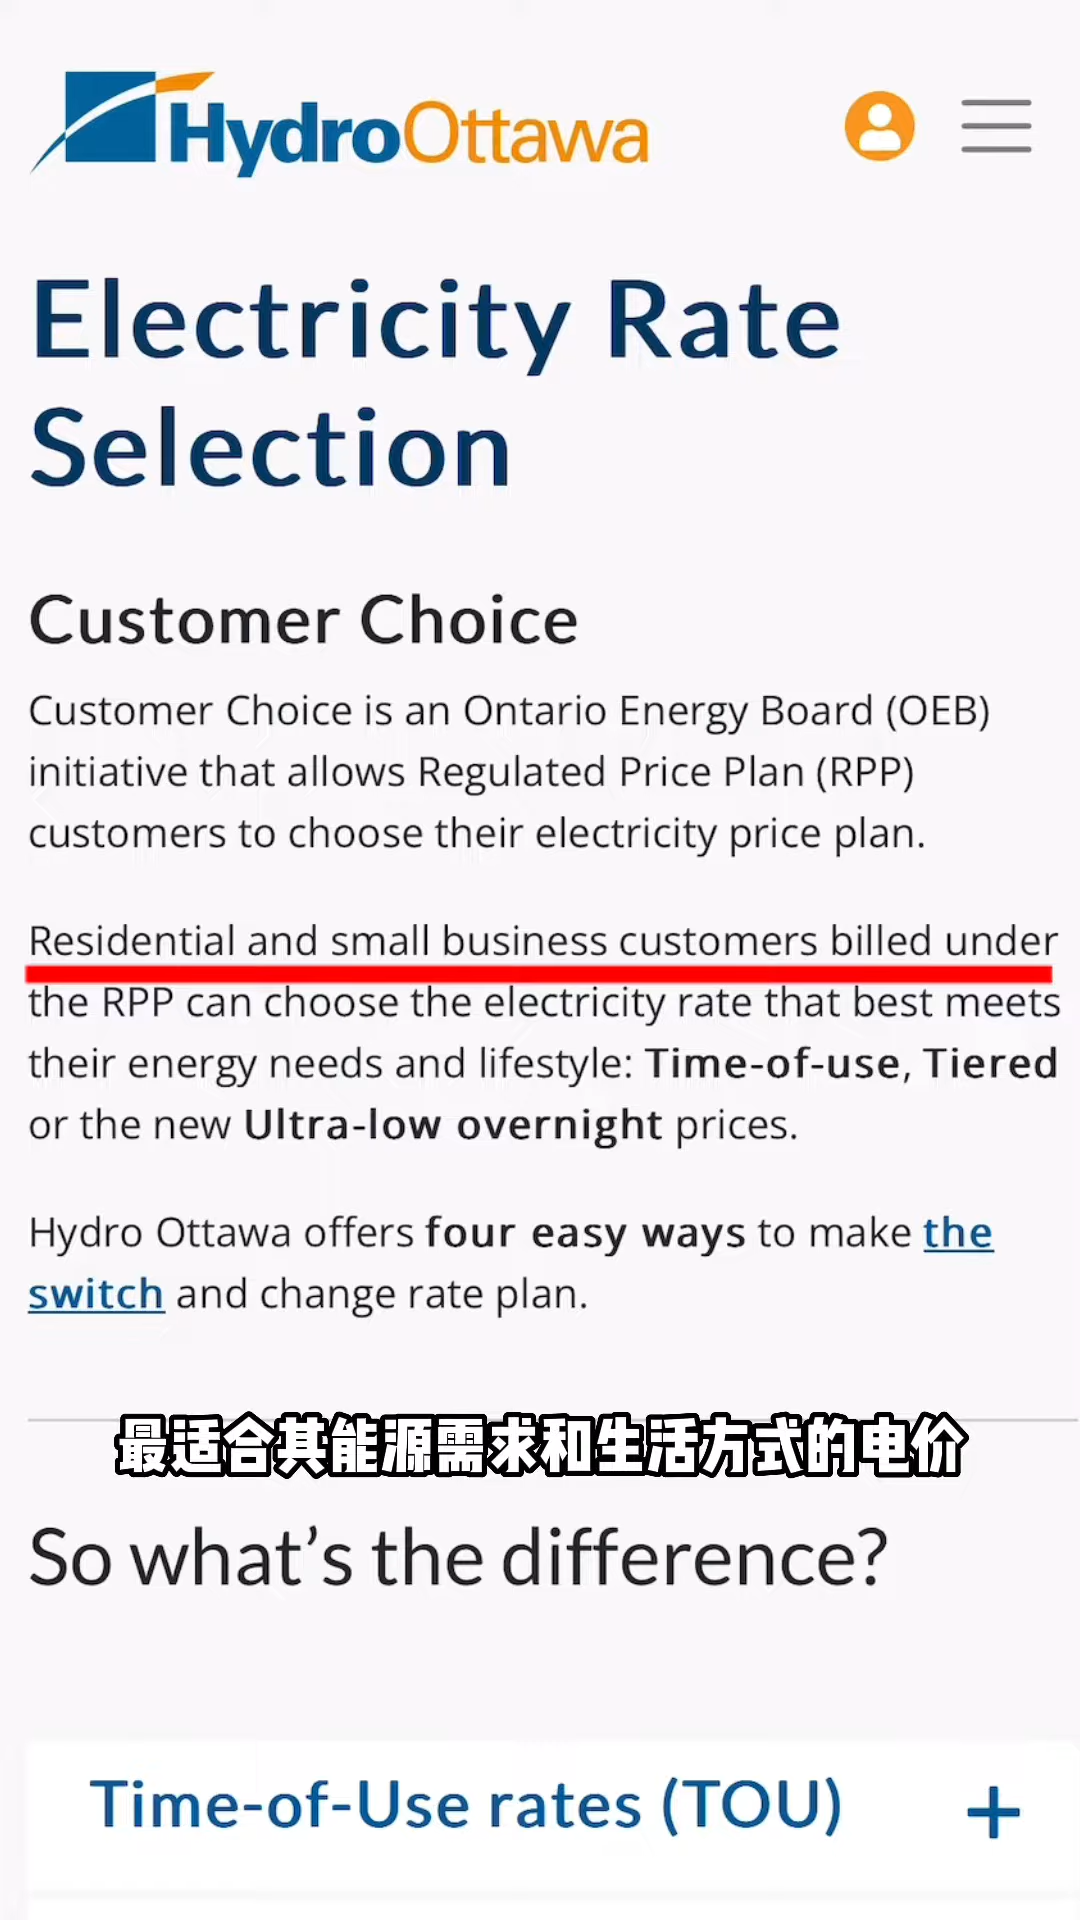 HydroOttawa
Electricity Rate
Selection
Customer Choice
Customer Choice is an Ontario Energy Board (OEB)
initiative that allows Regulated Price Plan (RPP)
customers to choose their electricity price plan.
Residential and small business customers billed under
the RPP can choose the electricity rate that best meets
their energy needs and lifestyle: Time-of-use, Tiered
or the new Ultra-low overnight prices.
Hydro Ottawa offers four easy ways to make the
switch and change rate plan.
最适合其能源需求和生活方式的电价
So what's the difference?
Time-of-Use rates (TOU) +